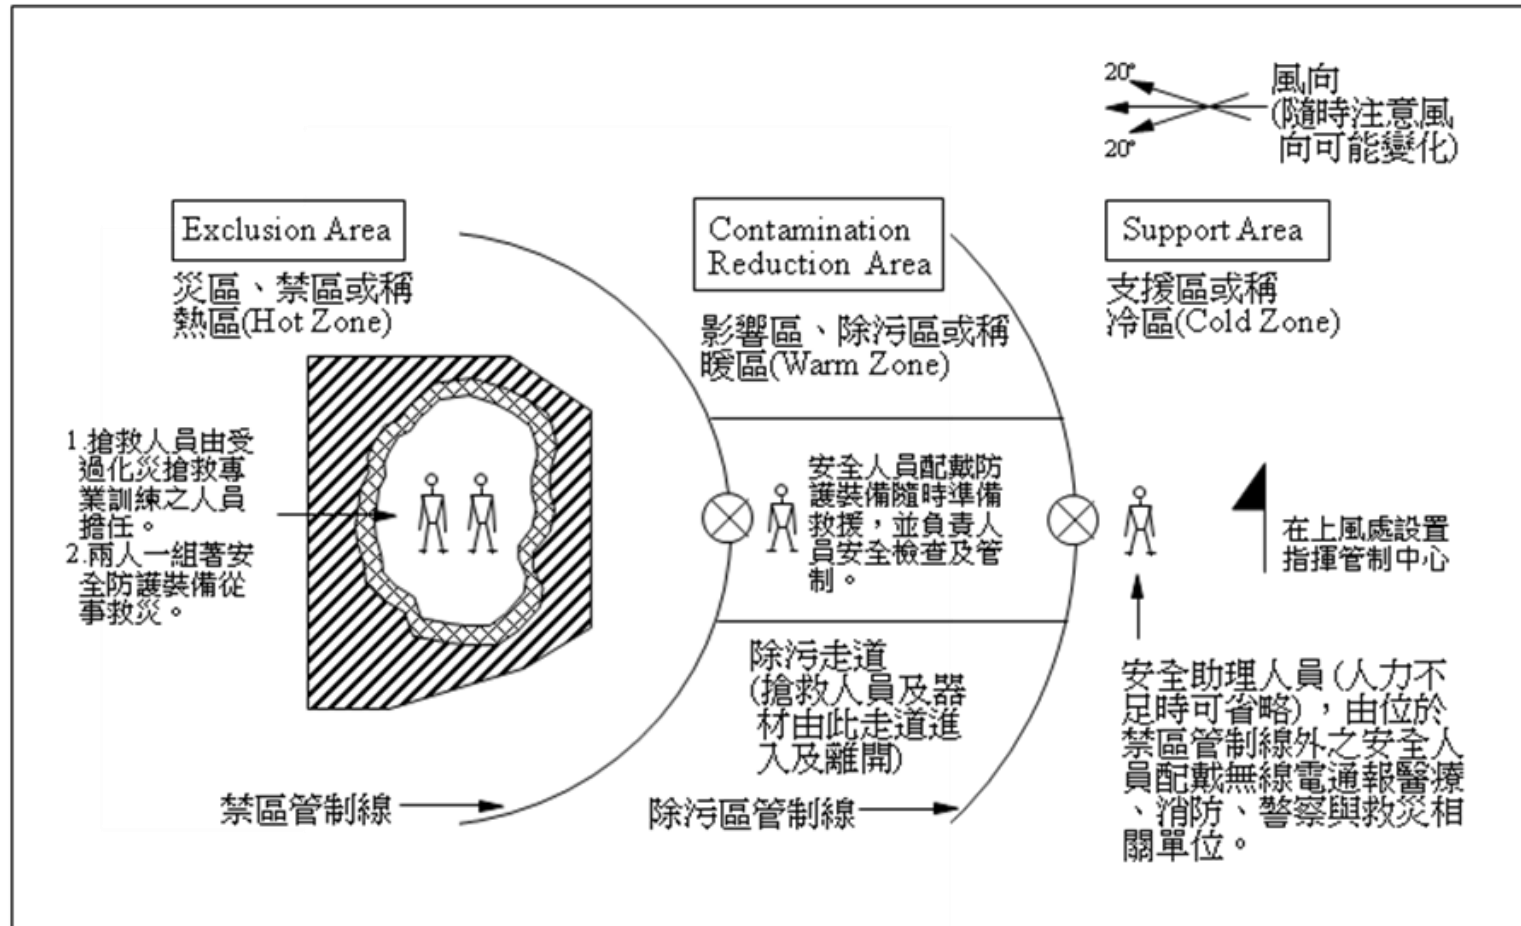 20°
20°
風向
(隨時注意風
向可能變化)
Exclusion Area
災區、禁區或稱
熱區(Hot Zone)
Contamination
Reduction Area
影響區、除污區或稱
暖區(Warm Zone)
Support Area
支援區或稱
冷區(Cold Zone)
1.搶救人員由受
過化災搶救專
業訓練之人員
擔任。
2.兩人一組著安
全防護裝備從
事救災。
安全人員配戴防
護裝備隨時準備
救援，並負責人
員安全檢查及管
制。
在上風處設置
指揮管制中心
除污走道
(搶救人員及器
材由此走道進
入及離開)
安全助理人員(人力不
足時可省略)，由位於
禁區管制線外之安全人
員配戴無線電通報醫療
、消防、警察與救災相
關單位。
禁區管制線
除污區管制線